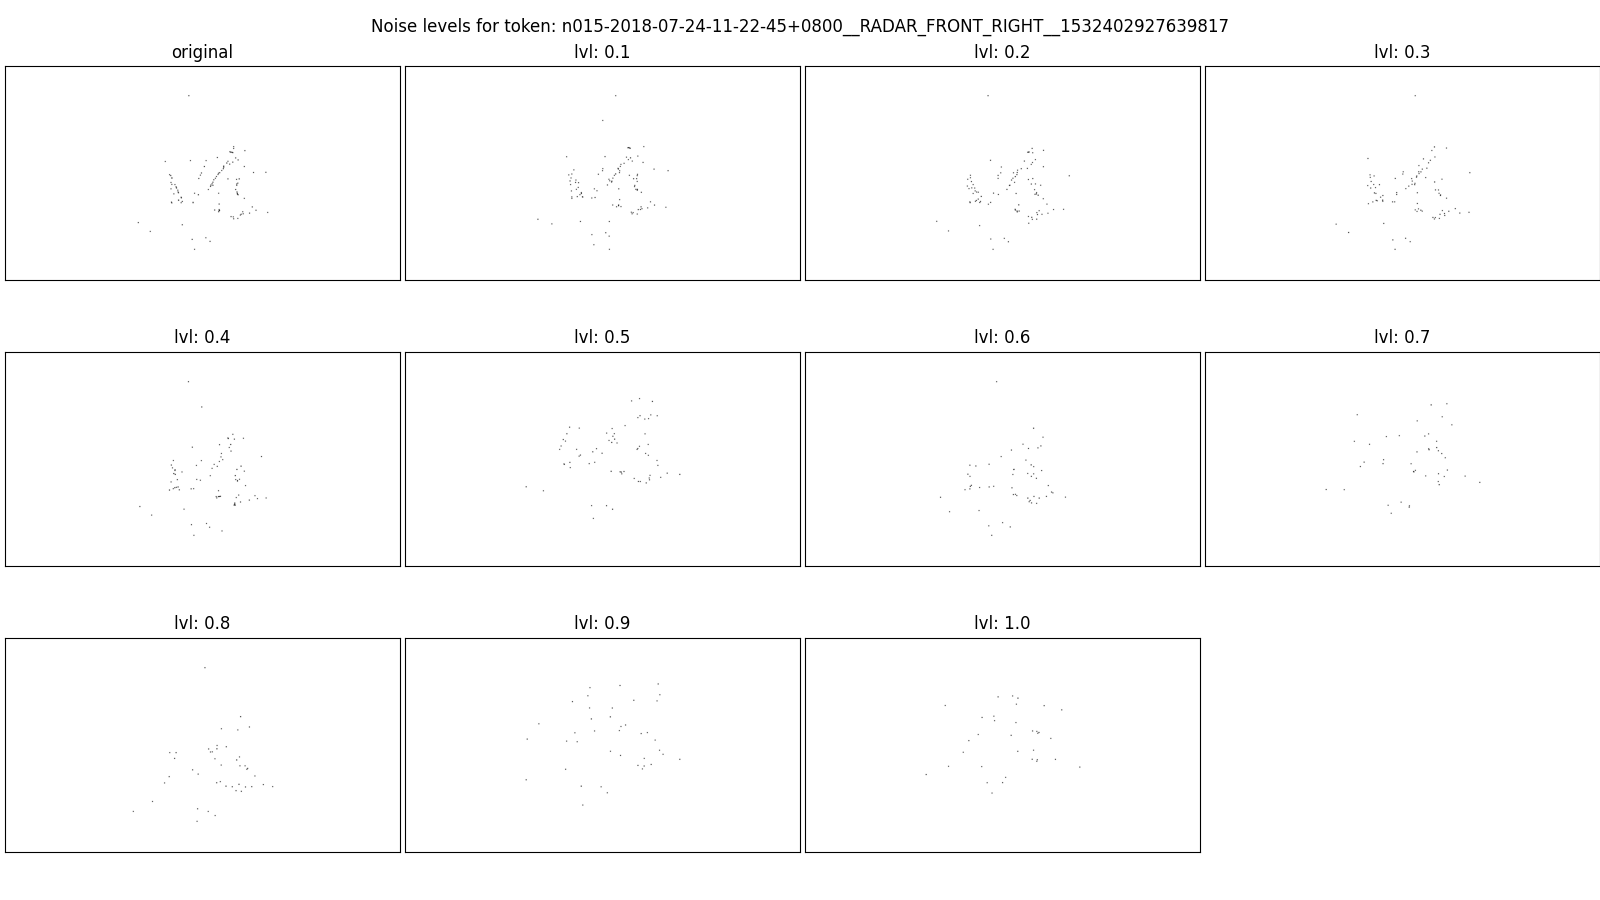 Noise levels for token: n015-2018-07-24-11-22-45+0800__RADAR_FRONT_RIGHT__1532402927639817
original
lvl: 0.1
lvl: 0.2
lvl: 0.3
lvl: 0.4
lvl: 0.5
lvl: 0.6
lvl: 0.7
lvl: 0.8
lvl: 0.9
lvl: 1.0